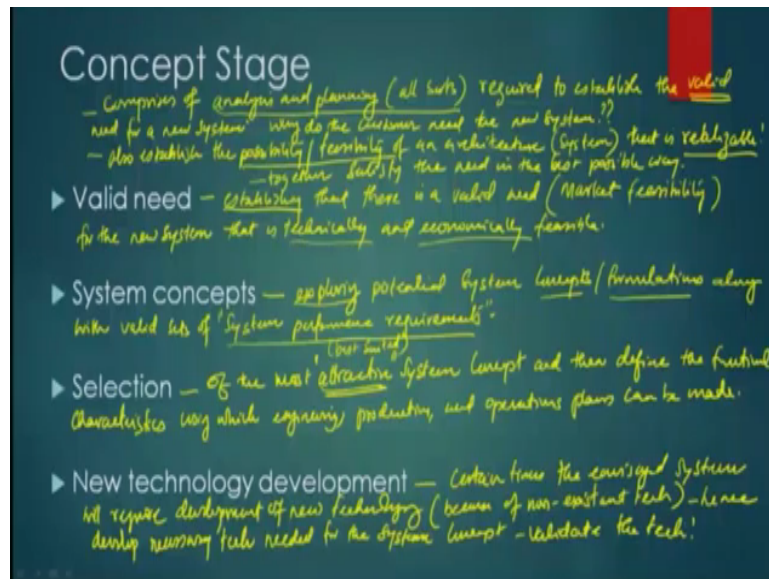 Concept Stage
- Comprises of analysis and planning (all sorts) required to establish the valid
need for a new system. Why do the customer need the new system??
- also establish the possibility/feasibility of an architecture (system) that is realizable!
- together satisfy the need in the best possible way.
Valid need - establishing that there is a valid need (market feasibility)
for the new system that is technically and economically feasible.
System concepts - exploring potential system concepts/formulations along
with valid sets of "System performance requirements".
(best suited)
Selection - of the most "attractive" system concept and then define the functional
characteristics using which engineering, production, and operations plans can be made.
New technology development - Certain times the envisaged system
will require development of new technology (because of non-existent tech) - hence
develop necessary tech needed for the system concept - validate the tech!